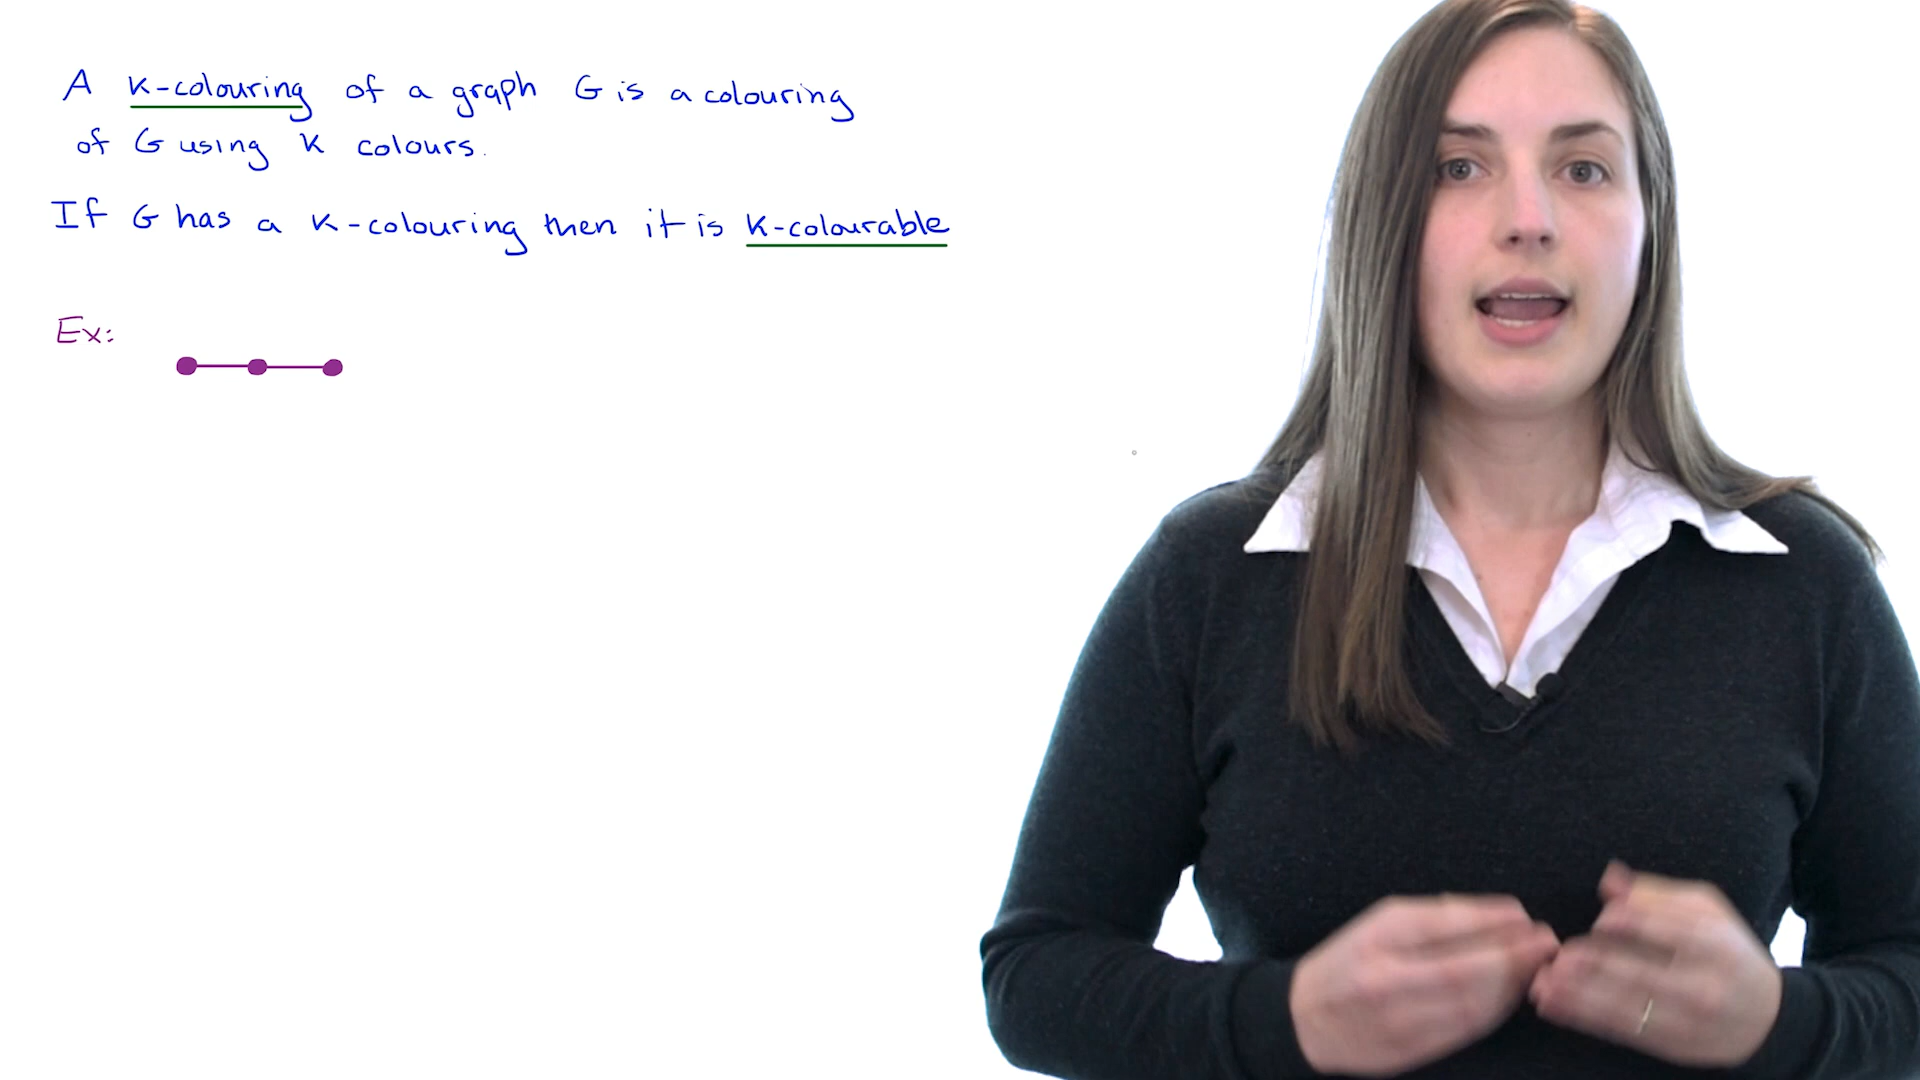 A K-colouring of a graph G is a colouring
of G using K colours.
If G has a K-colouring then it is K-colourable
Ex: